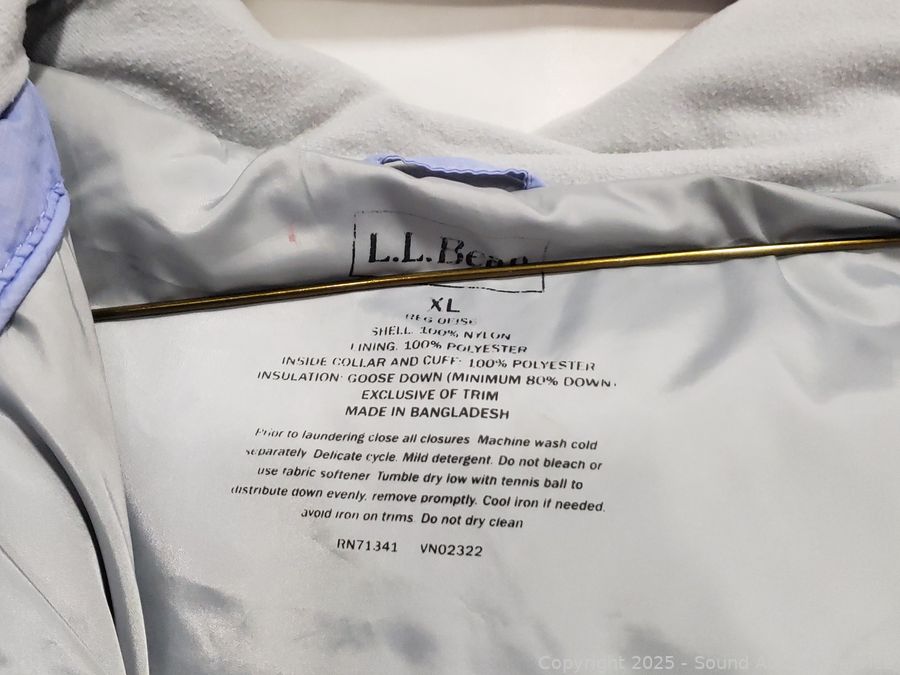 L.L.Bean
XL
REG
SHELL: 100% NYLON
LINING: 100% POLYESTER
INSIDE COLLAR AND CUFF: 100% POLYESTER
INSULATION: GOOSE DOWN (MINIMUM 80% DOWN)
EXCLUSIVE OF TRIM
MADE IN BANGLADESH
Prior to laundering close all closures. Machine wash cold
separately. Delicate cycle. Mild detergent. Do not bleach or
use fabric softener. Tumble dry low with tennis ball to
distribute down evenly, remove promptly. Cool iron if needed,
avoid iron on trims. Do not dry clean
RN71341 VN02322
Copyright 2025 - Sound